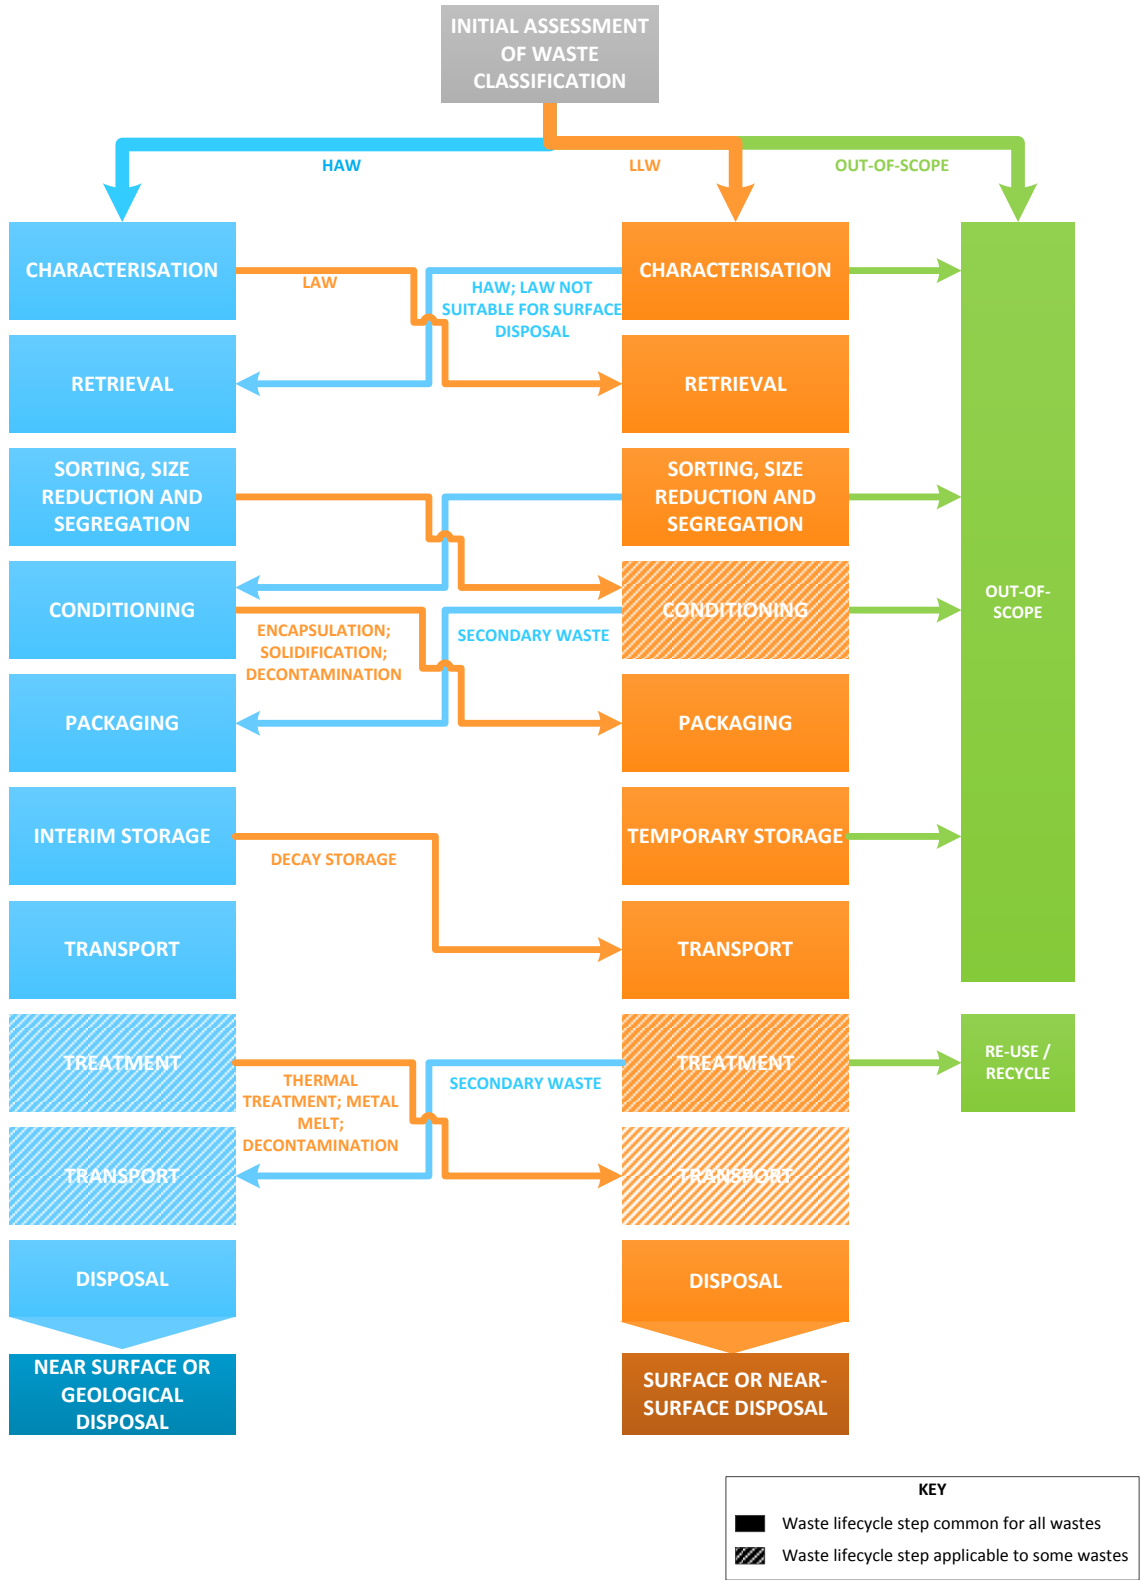 INITIAL ASSESSMENT
OF WASTE
CLASSIFICATION
HAW
LLW
OUT-OF-SCOPE
CHARACTERISATION
LAW
HAW; LAW NOT
SUITABLE FOR SURFACE
DISPOSAL
CHARACTERISATION
RETRIEVAL
RETRIEVAL
SORTING, SIZE
REDUCTION AND
SEGREGATION
SORTING, SIZE
REDUCTION AND
SEGREGATION
CONDITIONING
ENCAPSULATION;
SOLIDIFICATION;
DECONTAMINATION
SECONDARY WASTE
CONDITIONING
OUT-OF-
SCOPE
PACKAGING
PACKAGING
INTERIM STORAGE
DECAY STORAGE
TEMPORARY STORAGE
TRANSPORT
TRANSPORT
TREATMENT
THERMAL
TREATMENT; METAL
MELT;
DECONTAMINATION
SECONDARY WASTE
TREATMENT
RE-USE /
RECYCLE
TRANSPORT
TRANSPORT
DISPOSAL
DISPOSAL
NEAR SURFACE OR
GEOLOGICAL
DISPOSAL
SURFACE OR NEAR-
SURFACE DISPOSAL
KEY
Waste lifecycle step common for all wastes
Waste lifecycle step applicable to some wastes